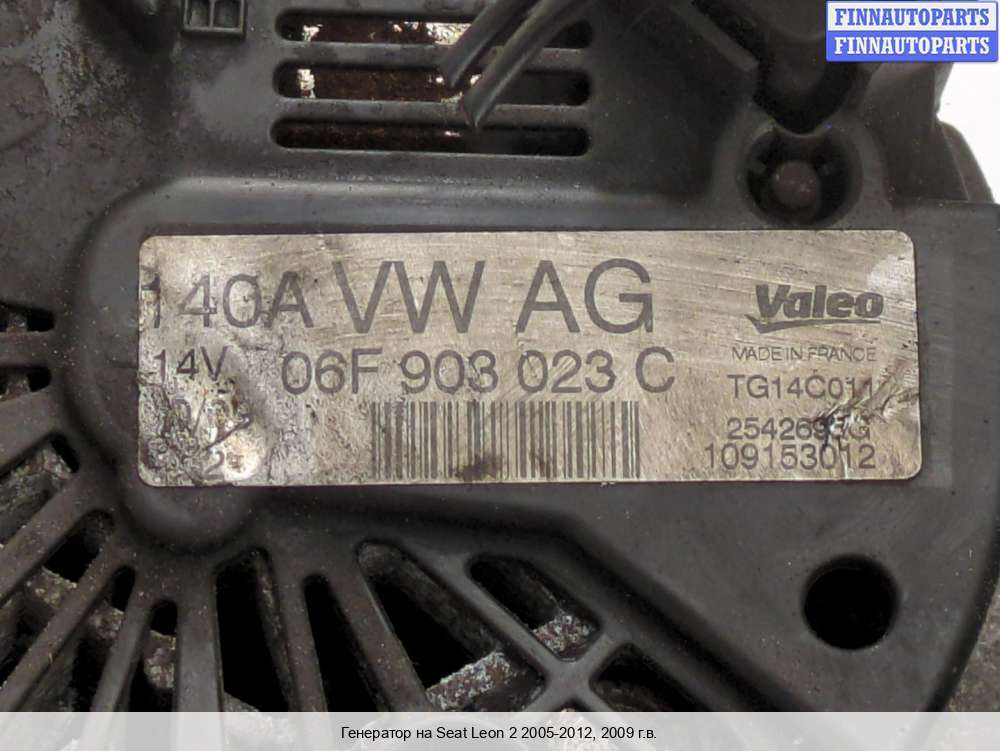 FINNAUTOPARTS
FINNAUTOPARTS
140A VW AG
Valeo
14V 06F 903 023 C
MADE IN FRANCE
TG14C011
109153012
Генератор на Seat Leon 2 2005-2012, 2009 г.в.